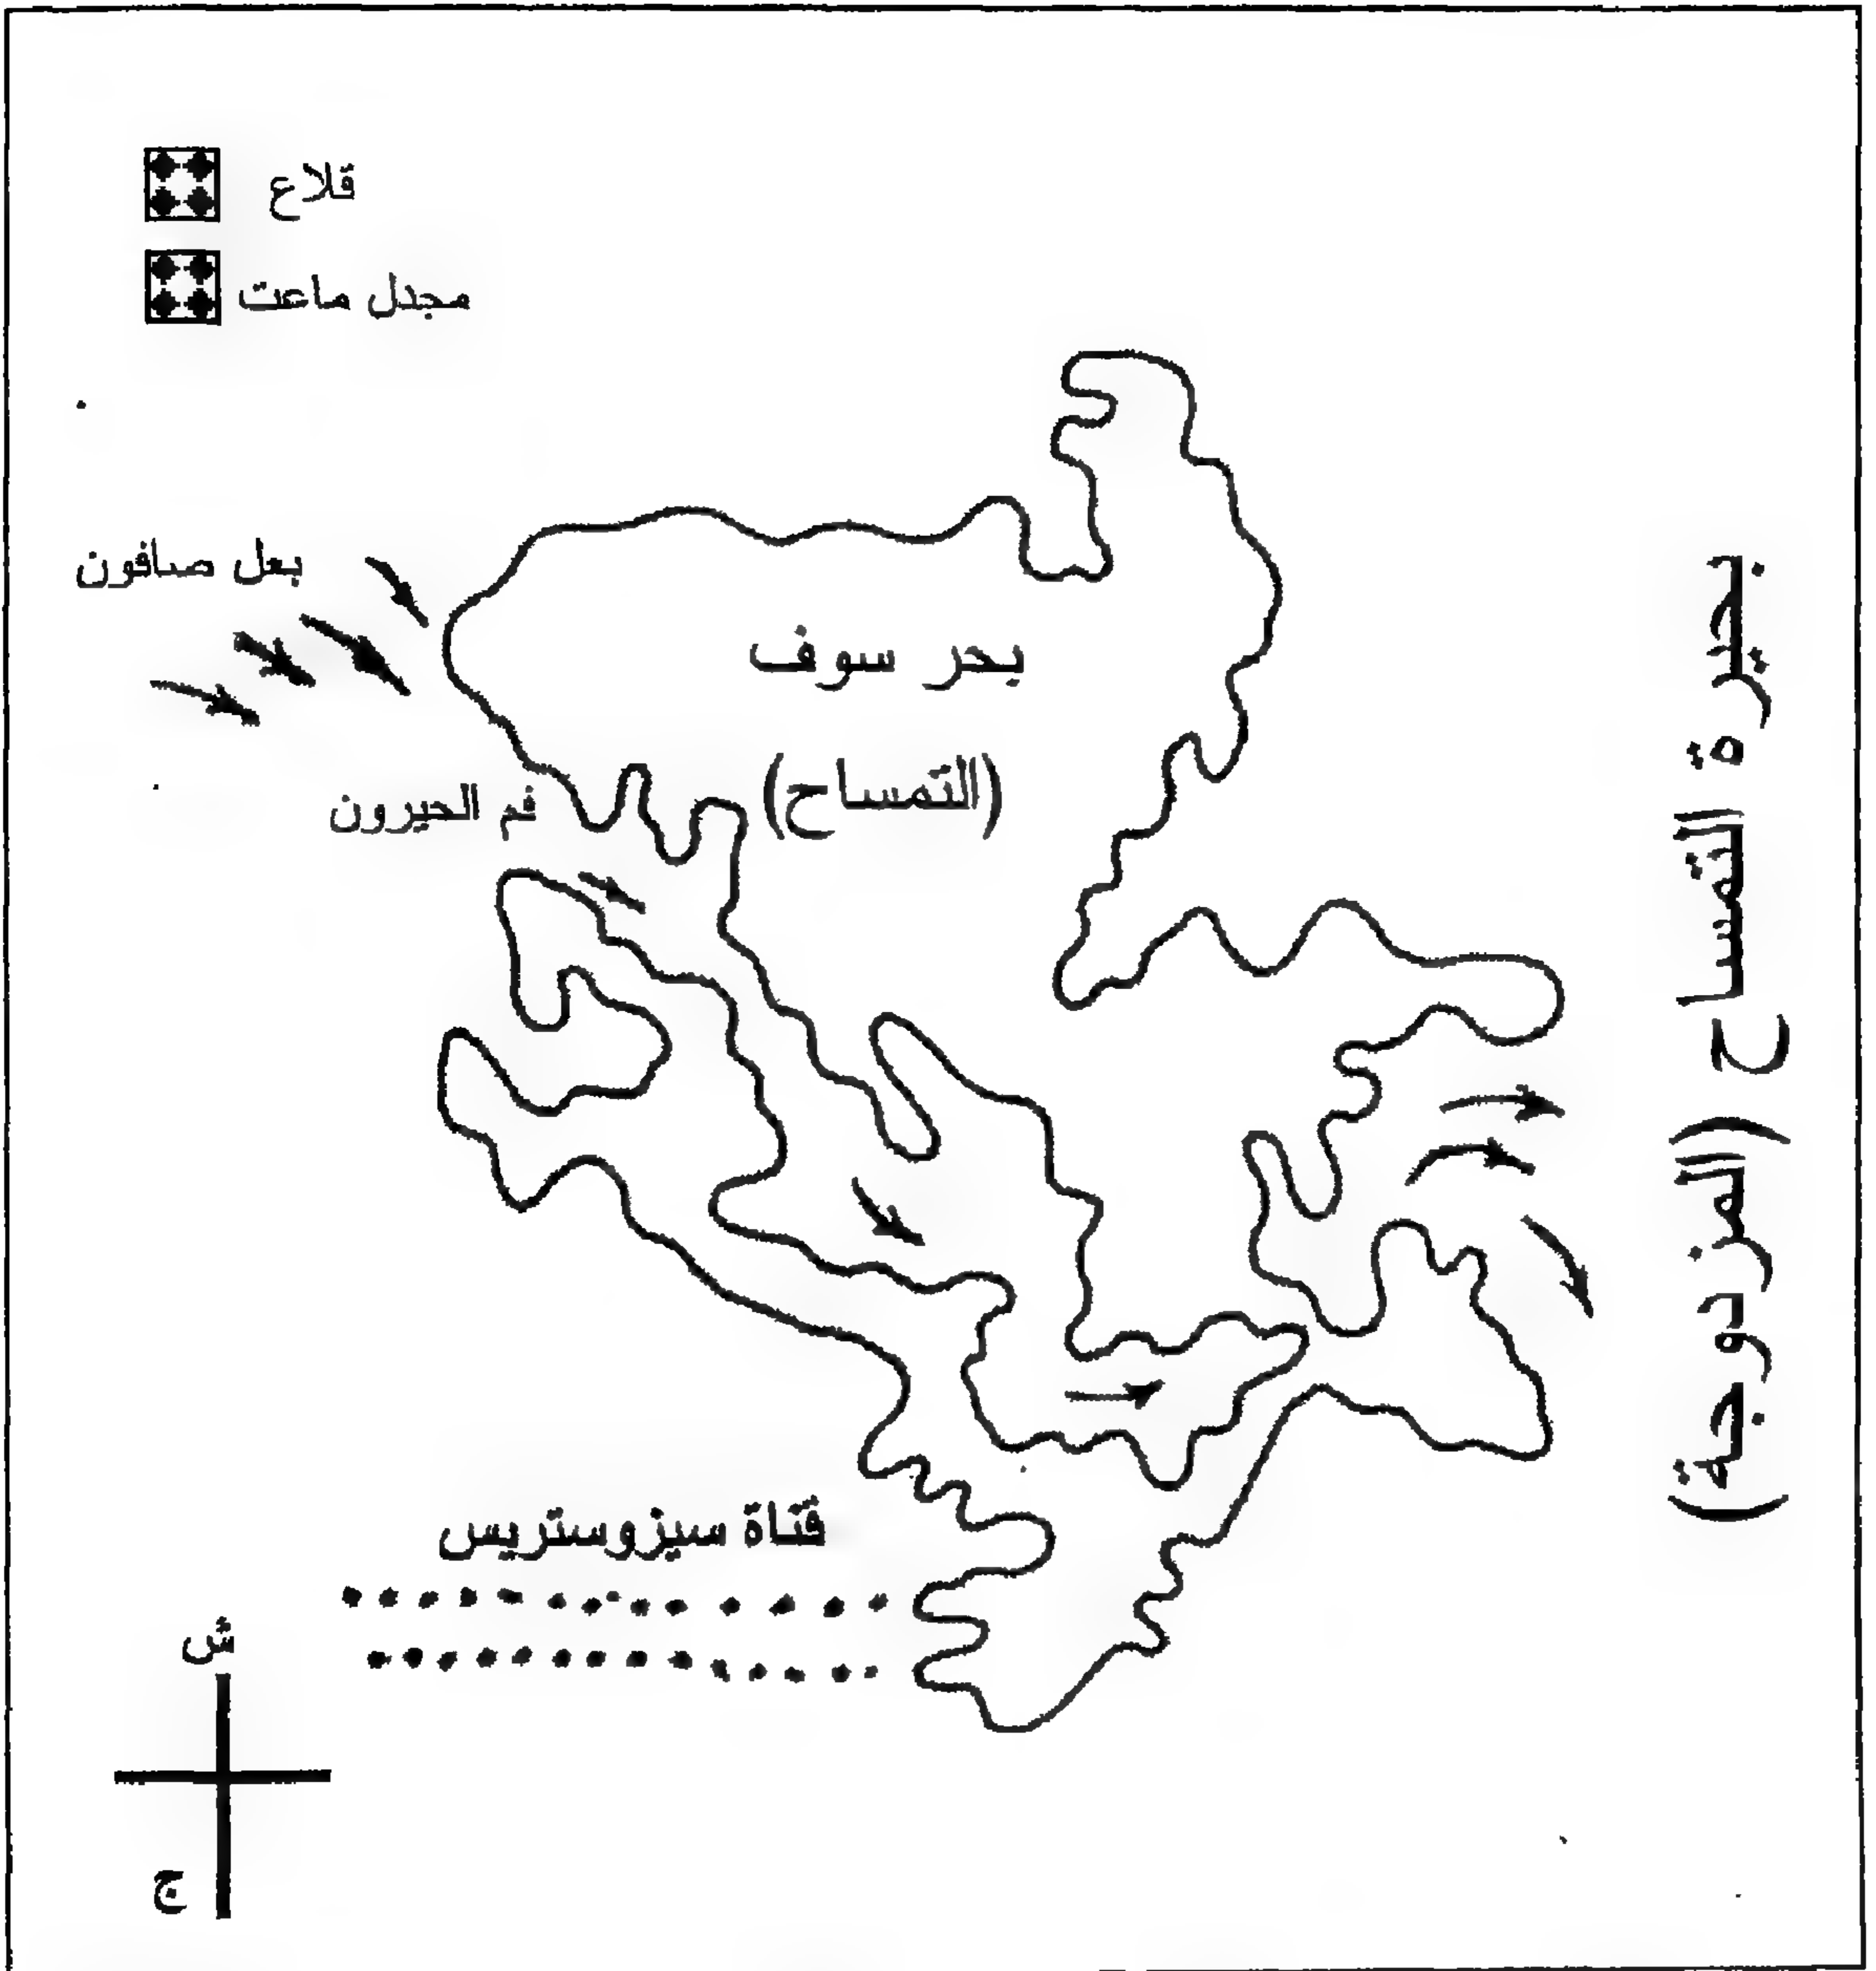 قلاع
مجدل ماعت
بعل صافون
بحر سوف
(التمساح)
فم الحيرون
بحيرة التمساح (المزدوجة)
قناة سيزوستريس
ش
ج